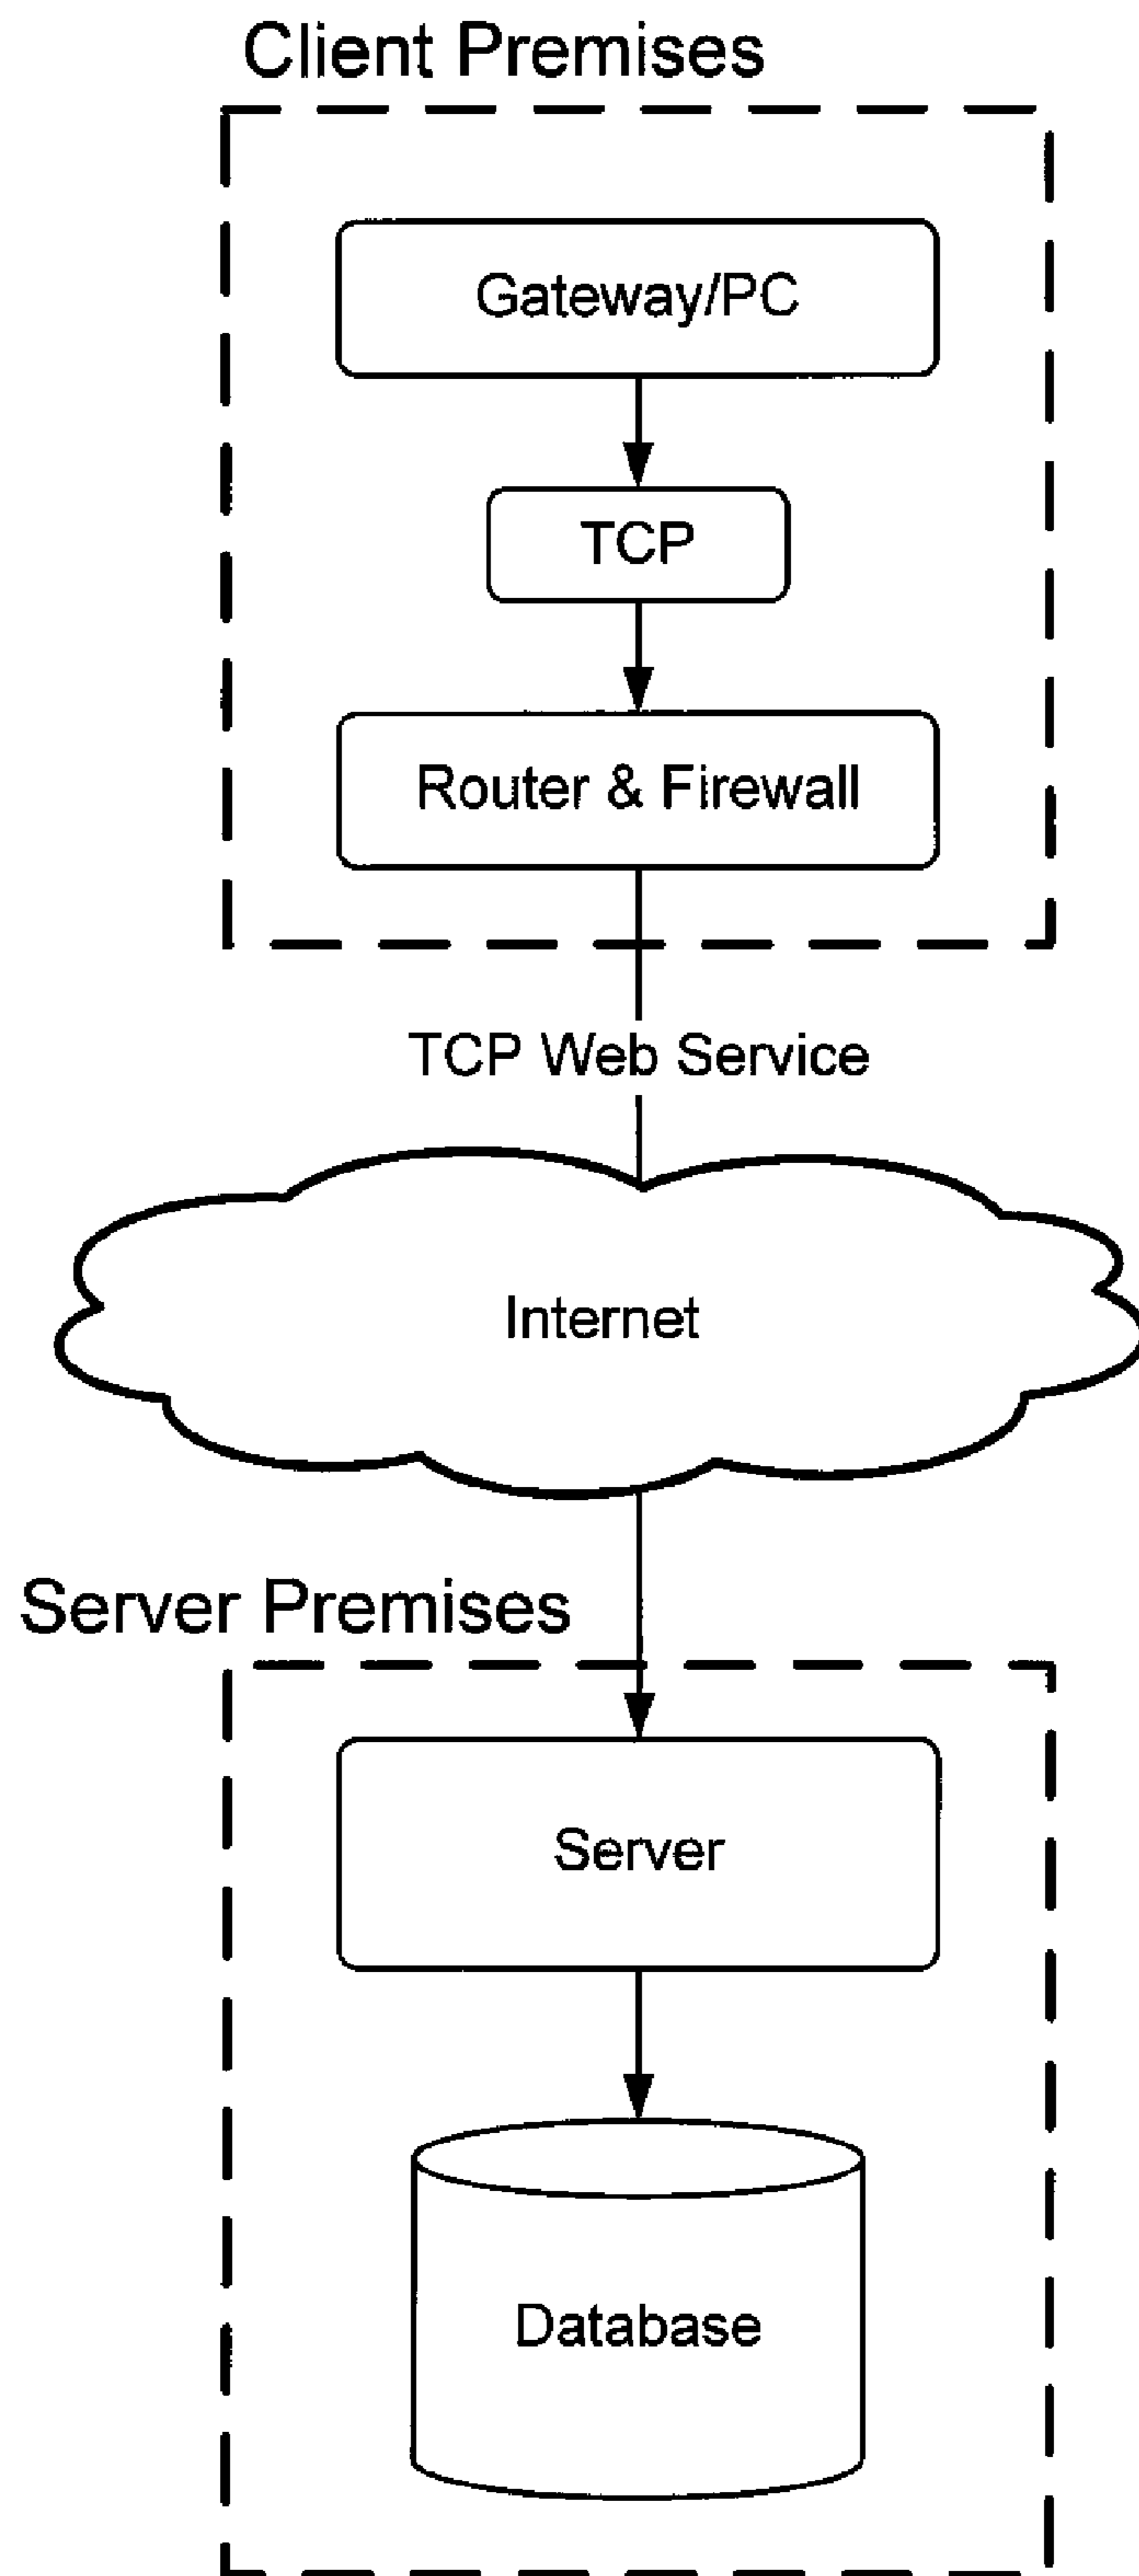 Client Premises
Gateway/PC
TCP
Router & Firewall
TCP Web Service
Internet
Server Premises
Server
Database